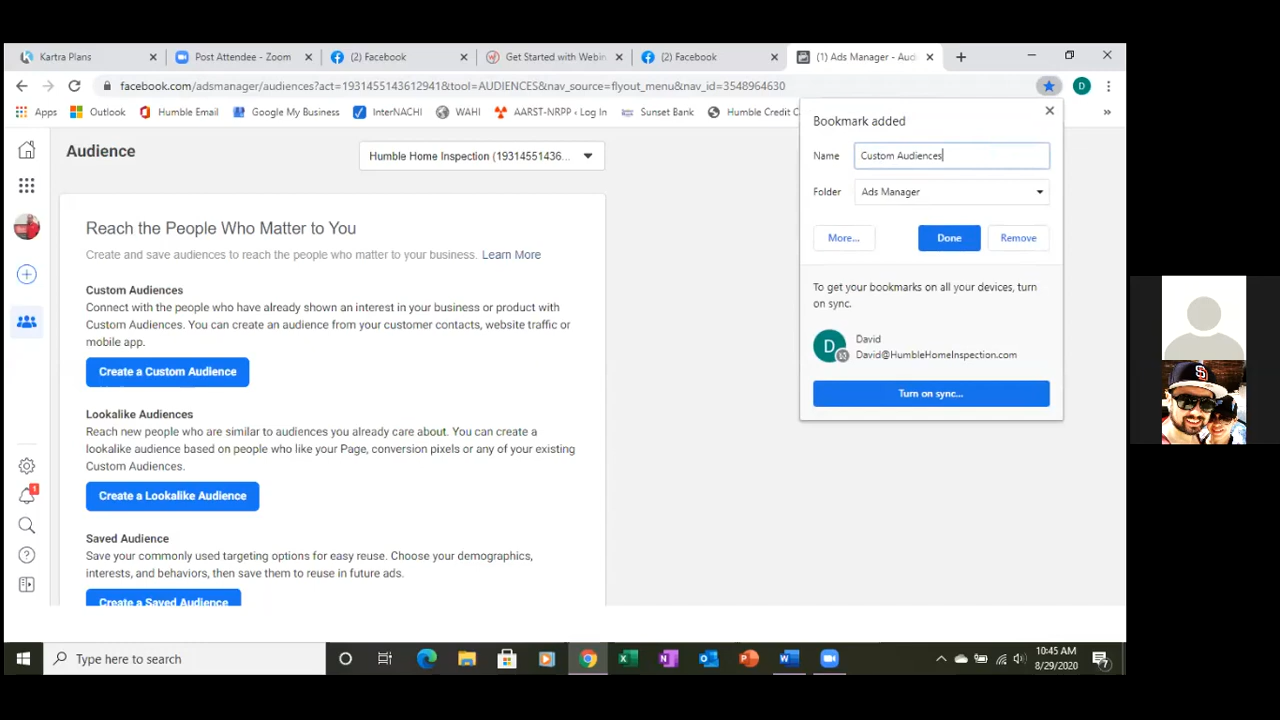 Kartra Plans
Post Attendee - Zoom
(2) Facebook
Get Started with Webin
(2) Facebook
(1) Ads Manager - Aud
facebook.com/adsmanager/audiences?act=1931455143612941&tool=AUDIENCES&nav_source=flyout_menu&nav_id=3548964630
D
Apps
Outlook
Humble Email
Google My Business
InterNACHI
WAHI
AARST-NRPP ‹ Log In
Sunset Bank
Humble Credit C
»
Audience
Humble Home Inspection (19314551436...
Reach the People Who Matter to You
Create and save audiences to reach the people who matter to your business. Learn More
Custom Audiences
Connect with the people who have already shown an interest in your business or product with
Custom Audiences. You can create an audience from your customer contacts, website traffic or
mobile app.
Create a Custom Audience
Lookalike Audiences
Reach new people who are similar to audiences you already care about. You can create a
lookalike audience based on people who like your Page, conversion pixels or any of your existing
Custom Audiences.
Create a Lookalike Audience
Saved Audience
Save your commonly used targeting options for easy reuse. Choose your demographics,
interests, and behaviors, then save them to reuse in future ads.
Create a Saved Audience
1
Bookmark added
Name Custom Audiences
Folder Ads Manager
More... Done Remove
To get your bookmarks on all your devices, turn
on sync.
D
David
David@HumbleHomeInspection.com
Turn on sync...
Type here to search
10:45 AM
8/29/2020
7